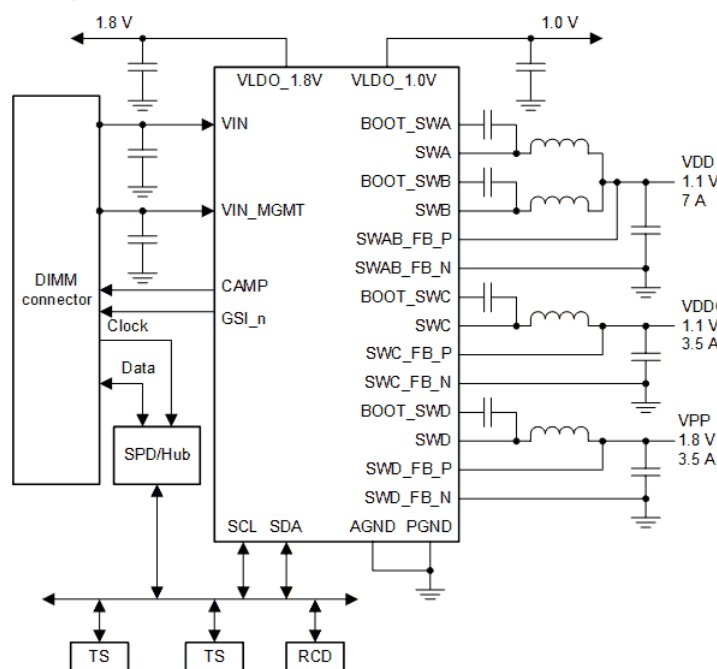 1.8 V
1.0 V
VLDO_1.8V
VLDO_1.0V
VIN
VIN_MGMT
CAMP
GSI_n
DIMM
connector
Clock
Data
SPD/Hub
SCL
SDA
AGND
PGND
BOOT_SWA
SWA
BOOT_SWB
SWB
SWAB_FB_P
SWAB_FB_N
BOOT_SWC
SWC
SWC_FB_P
SWC_FB_N
BOOT_SWD
SWD
SWD_FB_P
SWD_FB_N
VDD
1.1 V
7 A
1.1 V
3.5 A
VPP
1.8 V
3.5 A
TS
TS
RCD